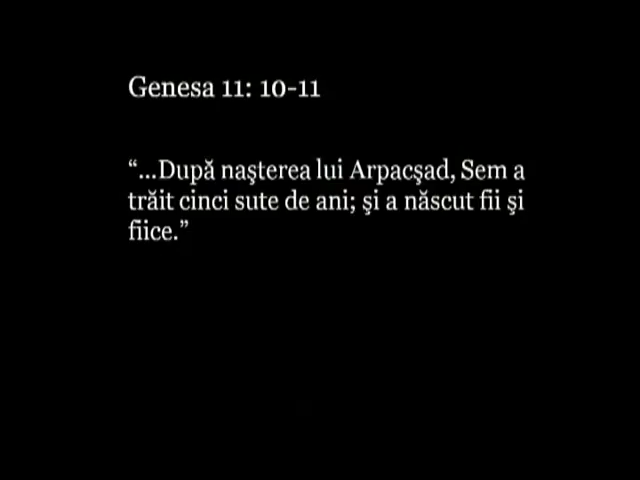 Genesa 11: 10-11
“...După naşterea lui Arpacşad, Sem a
trăit cinci sute de ani; şi a născut fii şi
fiice.”